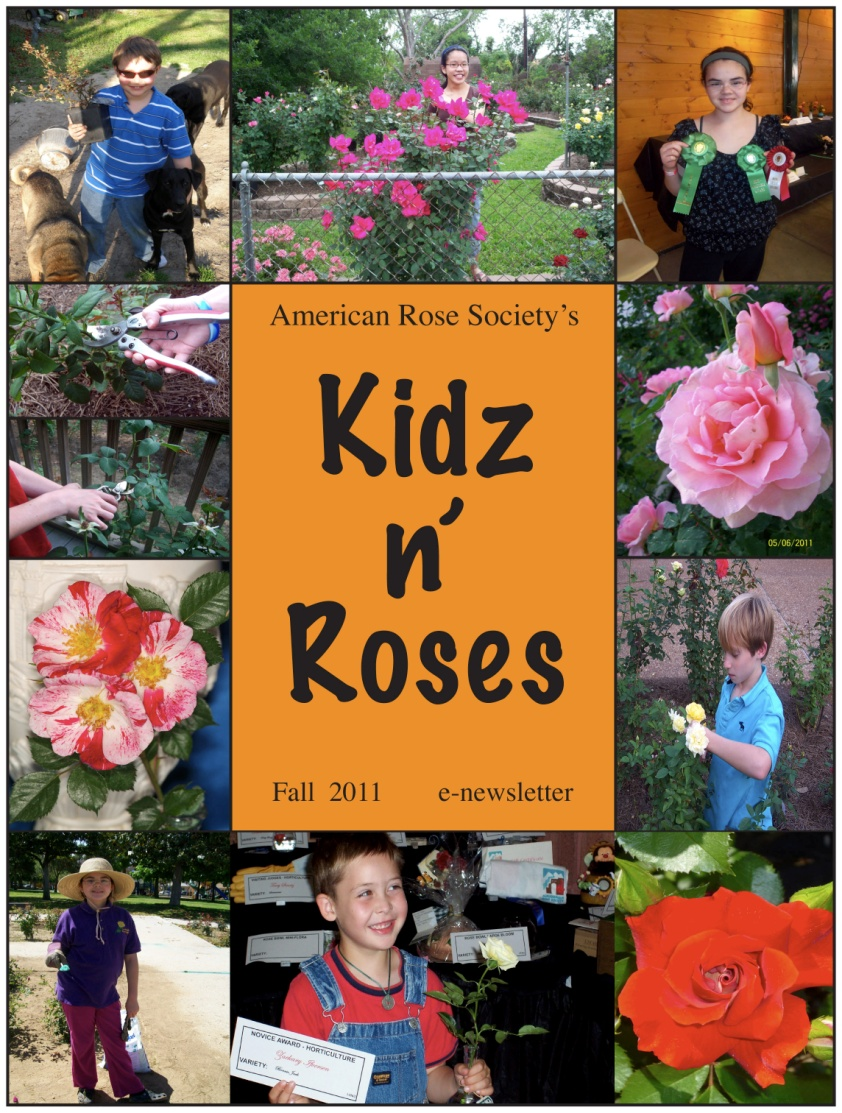 American Rose Society's
Kidz
n'
Roses
Fall 2011 e-newsletter
05/06/2011
NOVICE AWARD - HORTICULTURE
VARIETY: